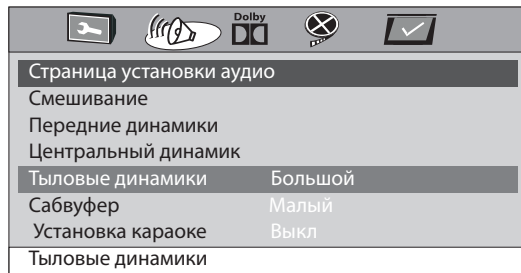 Dolby
Страница установки аудио
Смешивание
Передние динамики
Центральный динамик
Тыловые динамики Большой
Сабвуфер Малый
Установка караоке Выкл
Тыловые динамики